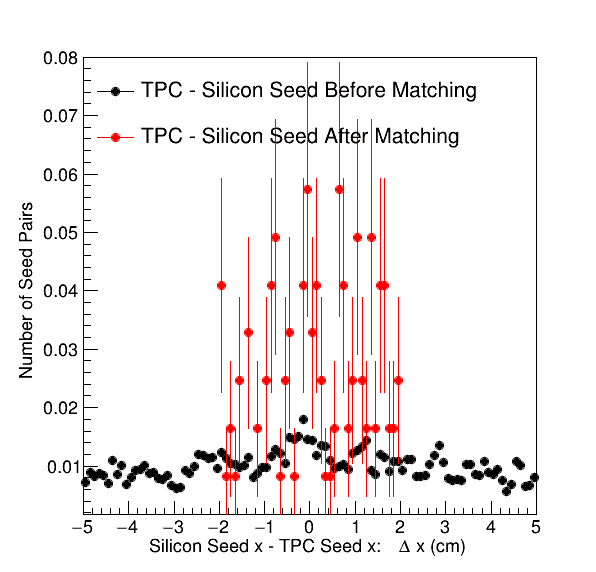 0.08
TPC - Silicon Seed Before Matching
0.07
TPC - Silicon Seed After Matching
0.06
0.05
0.04
0.03
0.02
0.01
Number of Seed Pairs
−5 −4 −3 −2 −1 0 1 2 3 4 5
Silicon Seed x - TPC Seed x: Δ x (cm)